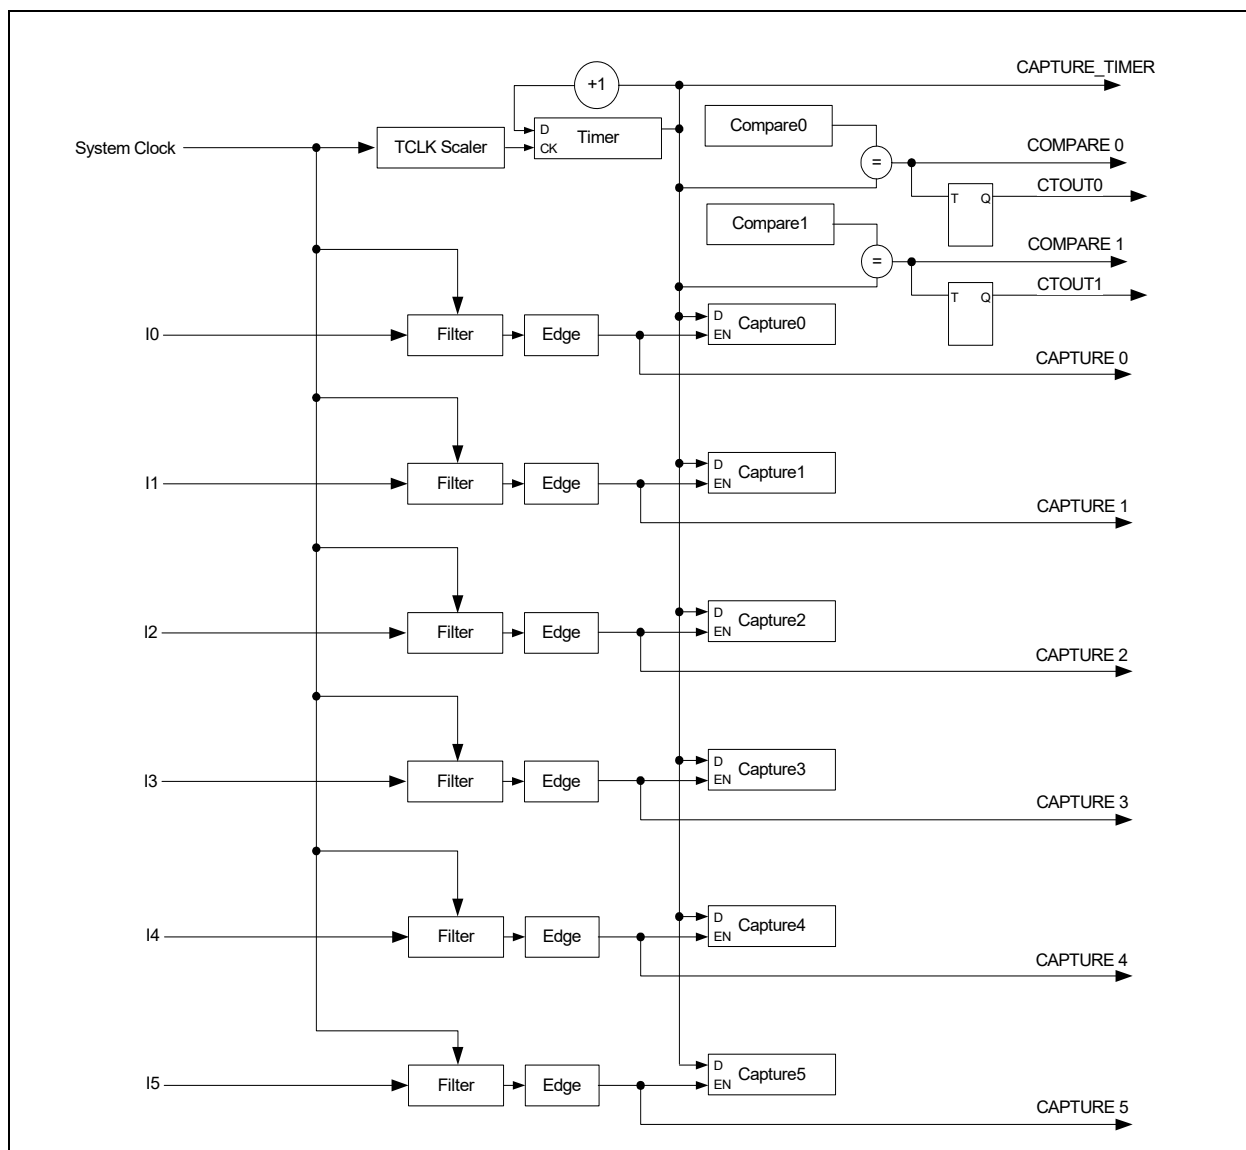 +1
CAPTURE_TIMER
Compare0
D
Timer
System Clock
TCLK Scaler
CK
COMPARE 0
=
CTOUT0
T Q
Compare1
COMPARE 1
=
CTOUT1
T Q
D
Capture0
I0
Filter
Edge
EN
CAPTURE 0
D
Capture1
I1
Filter
Edge
EN
CAPTURE 1
D
Capture2
I2
Filter
Edge
EN
CAPTURE 2
D
Capture3
I3
Filter
Edge
EN
CAPTURE 3
D
Capture4
I4
Filter
Edge
EN
CAPTURE 4
D
Capture5
I5
Filter
Edge
EN
CAPTURE 5